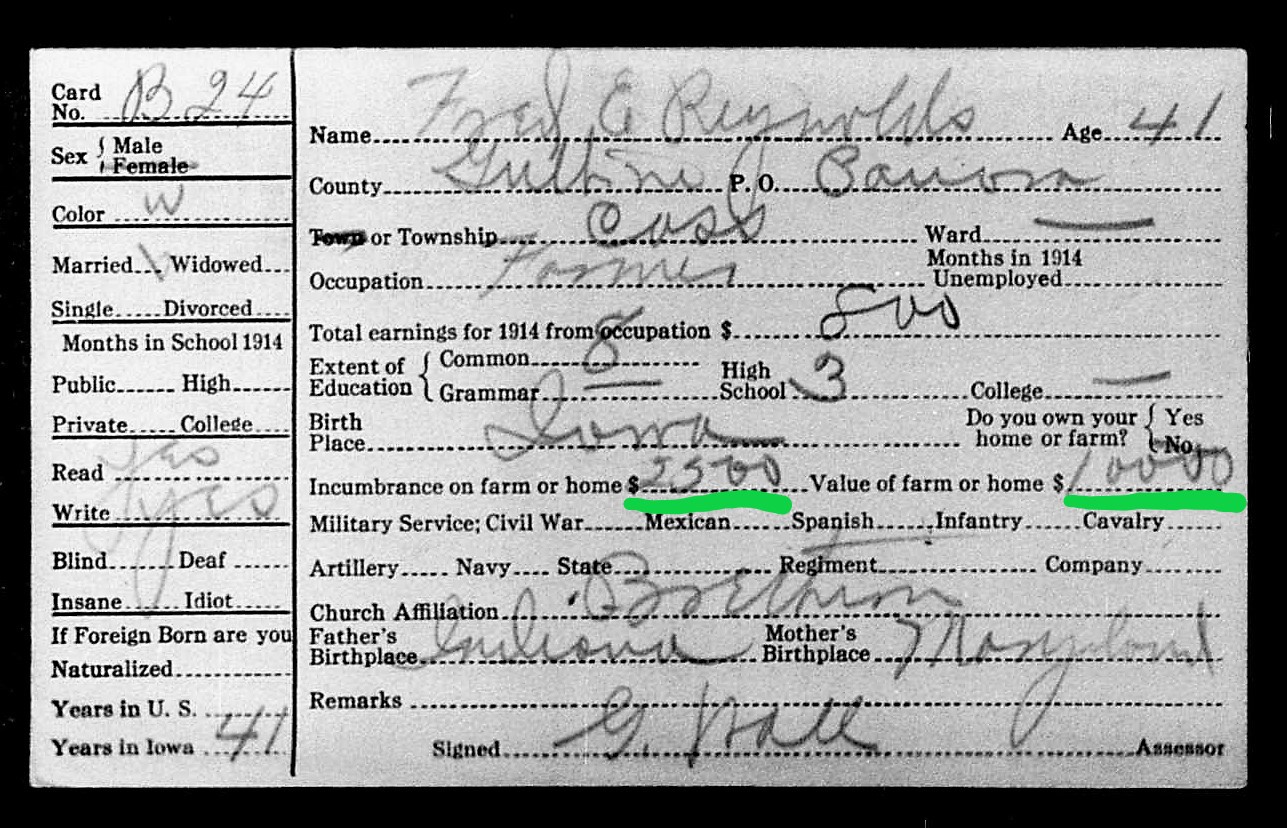 Card No. B 24
Sex { Male Female
Color W
Married Widowed
Single Divorced
Months in School 1914
Public High
Private College
Read Yes
Write yes
Blind Deaf
Insane Idiot
If Foreign Born are you
Naturalized
Years in U. S.
Years in Iowa 41
Name Fred E Reynolds Age 41
County Guthrie P. O. Panora
Town or Township Cass Ward —
Occupation Farmer Months in 1914 Unemployed
Total earnings for 1914 from occupation $ 800
Extent of Education { Common 8 Grammar — High School 3 College —
Birth Place Iowa Do you own your home or farm? { Yes No
Incumbrance on farm or home $ 2500 Value of farm or home $ 10000
Military Service; Civil War Mexican Spanish Infantry Cavalry
Artillery Navy State Regiment Company
Church Affiliation Brethren
Father's Birthplace Indiana Mother's Birthplace Maryland
Remarks
Signed G. Hall Assessor